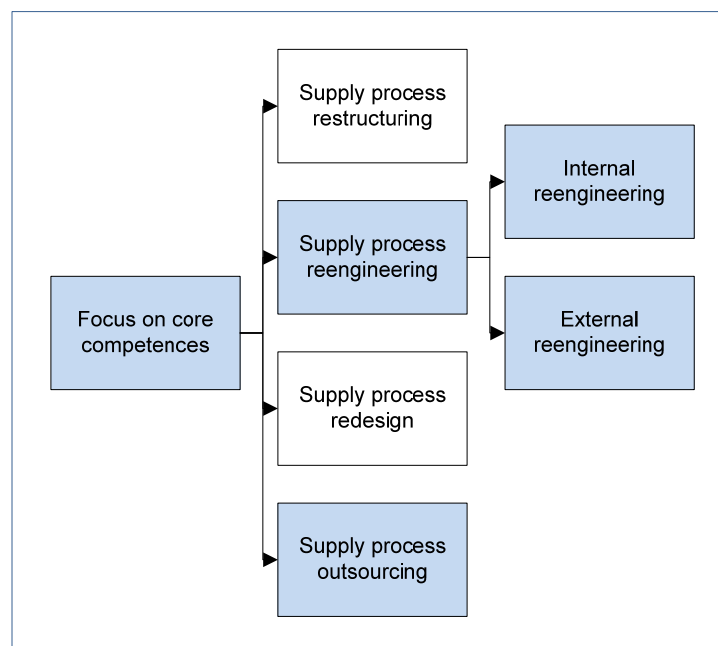 Supply process
restructuring
Internal
reengineering
Supply process
reengineering
Focus on core
competences
External
reengineering
Supply process
redesign
Supply process
outsourcing